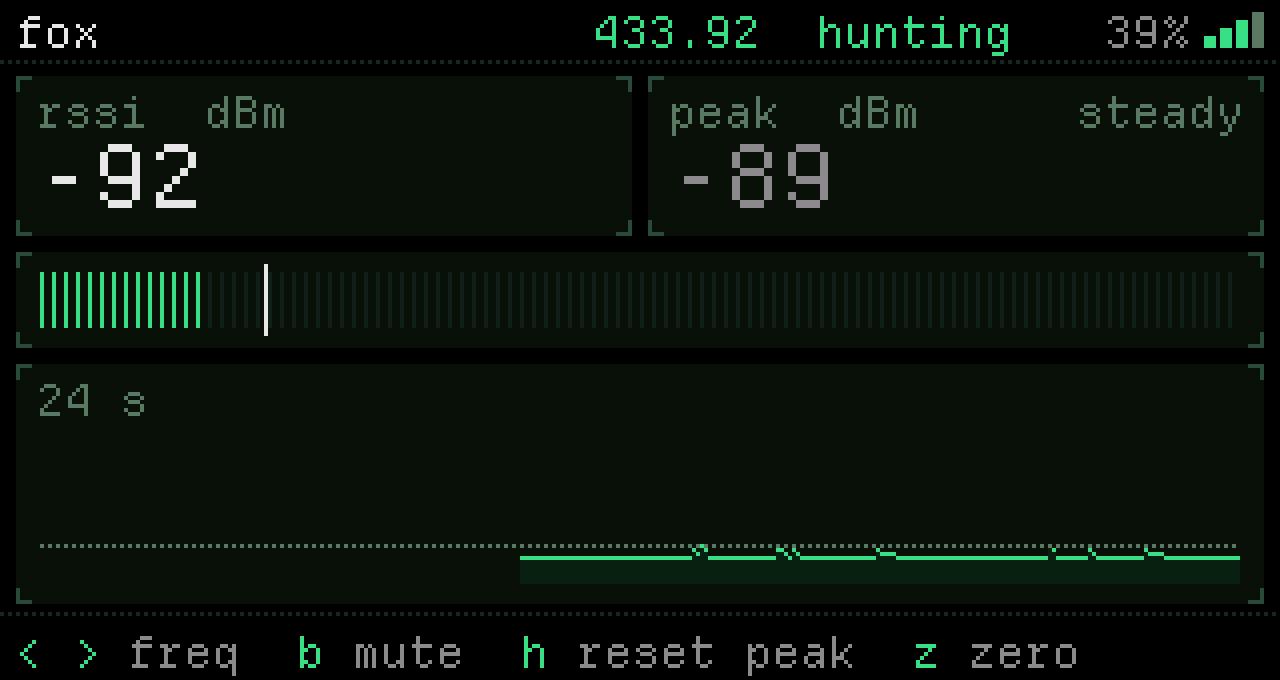 fox 433.92 hunting 39%
rssi dBm peak dBm steady
-92 -89
24 s
< > freq b mute h reset peak z zero